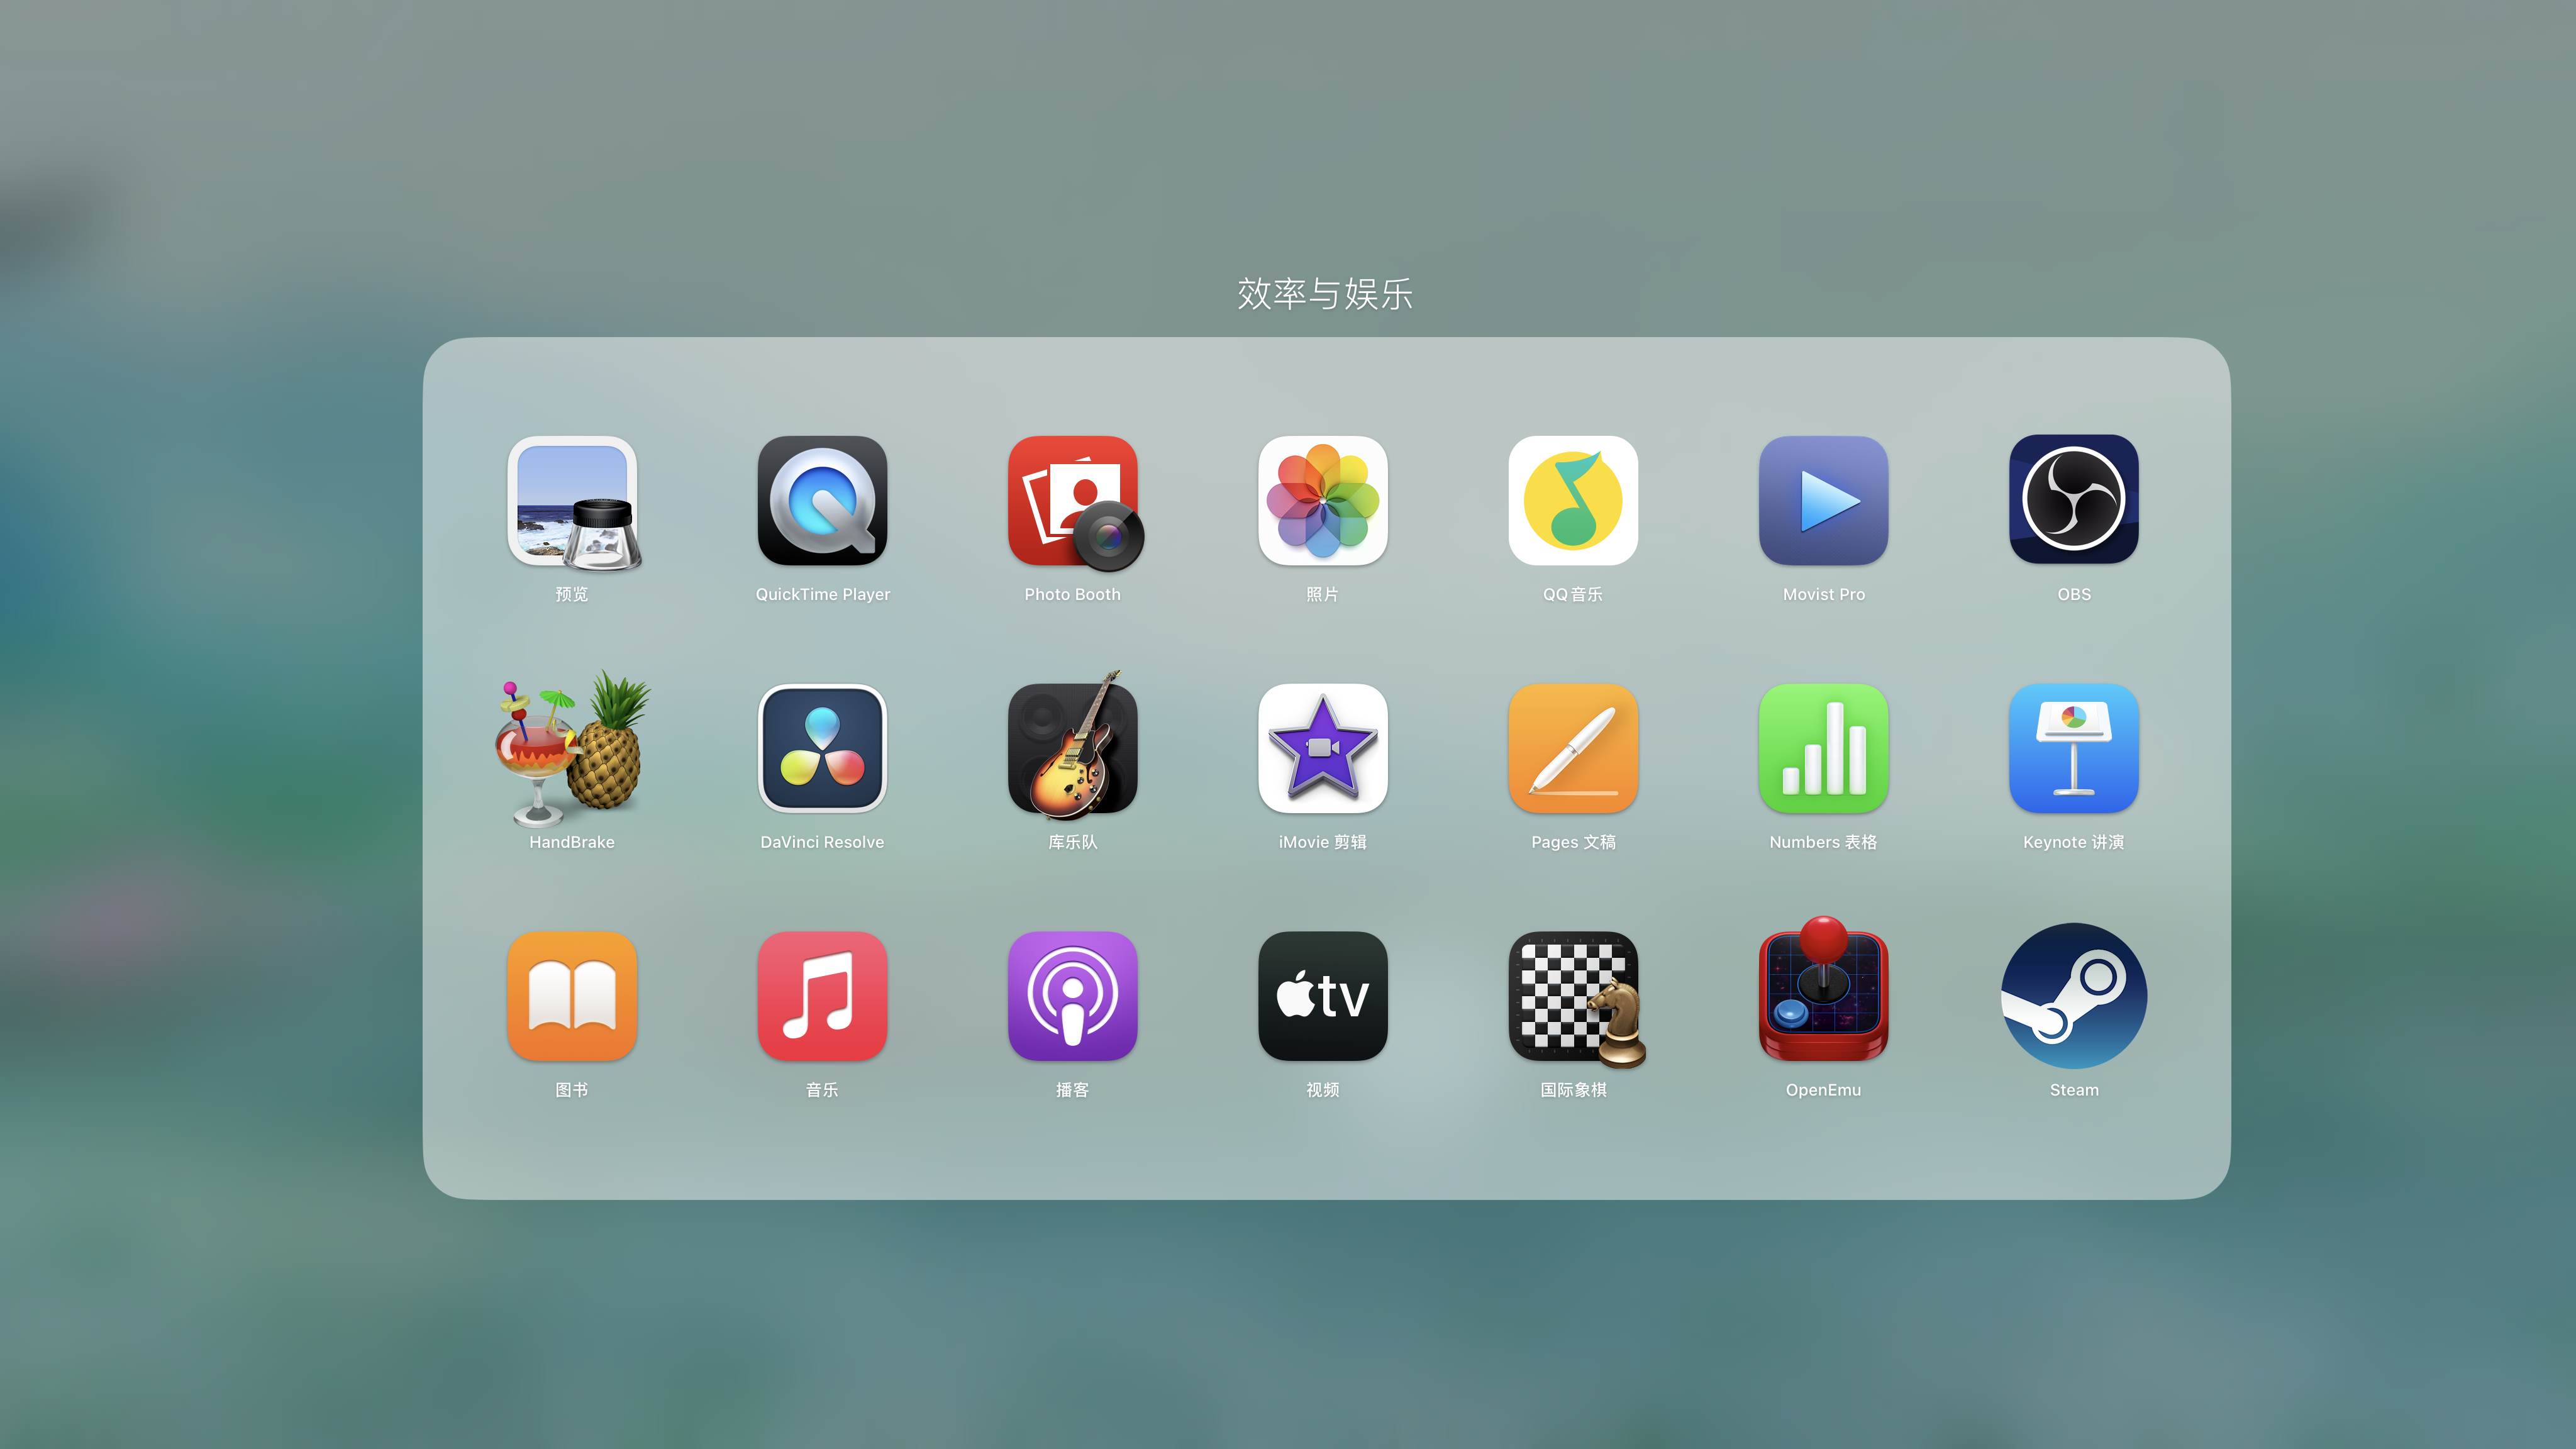 效率与娱乐
预览
QuickTime Player
Photo Booth
照片
QQ音乐
Movist Pro
OBS
HandBrake
DaVinci Resolve
库乐队
iMovie 剪辑
Pages 文稿
Numbers 表格
Keynote 讲演
tv
图书
音乐
播客
视频
国际象棋
OpenEmu
Steam